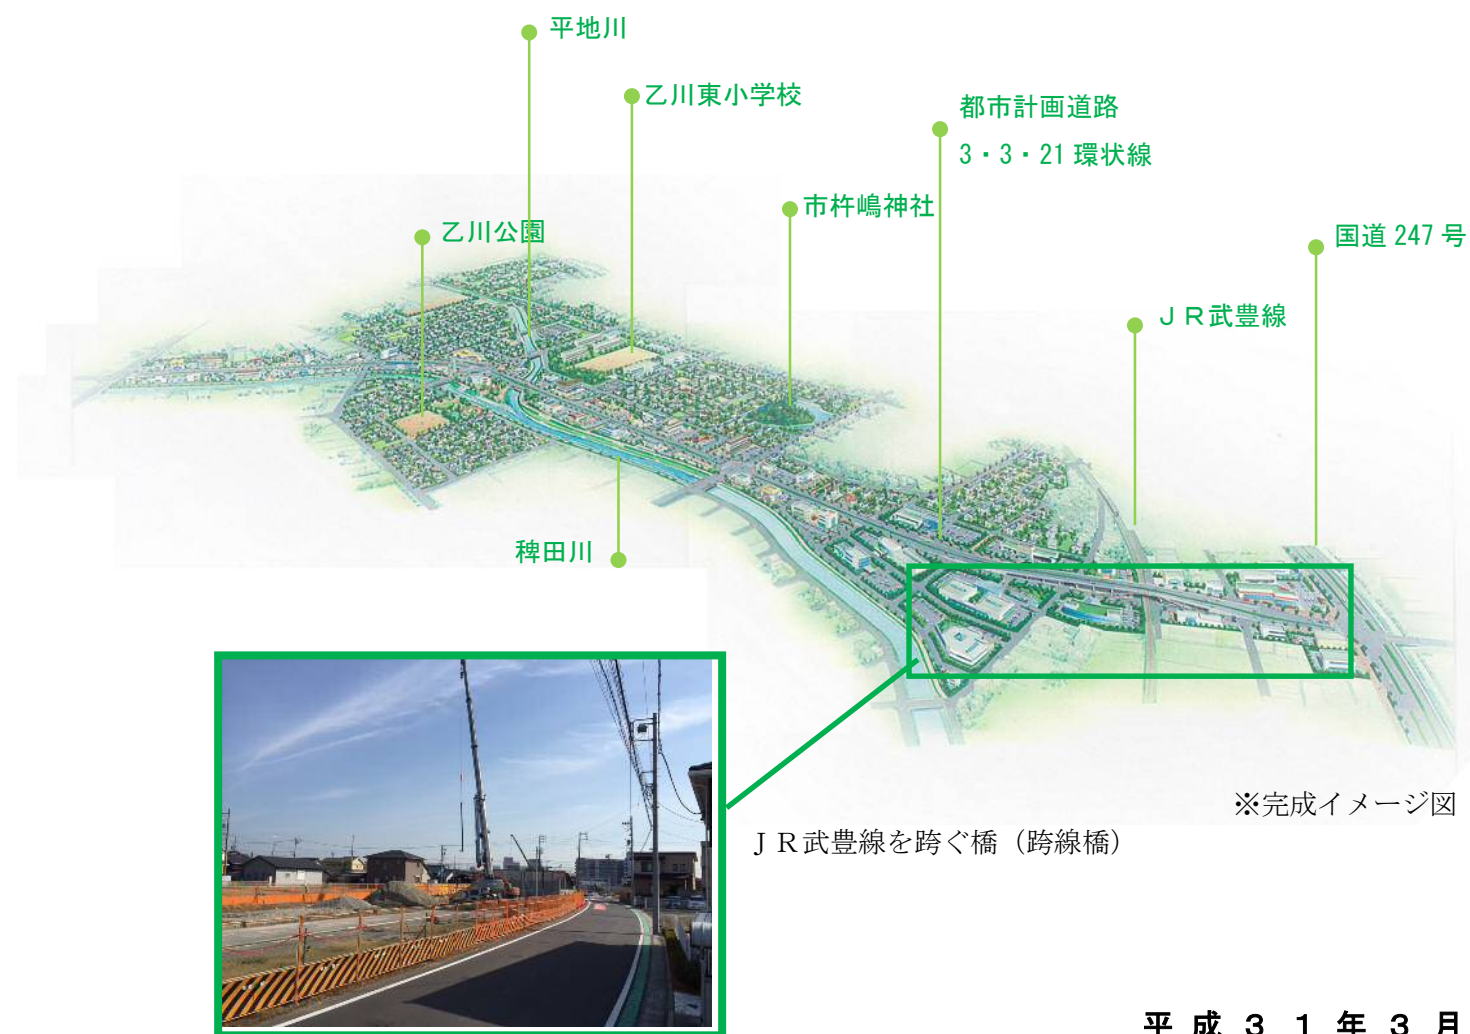 平地川
乙川東小学校
都市計画道路
3・3・21 環状線
市杵嶋神社
乙川公園
国道 247 号
ＪＲ武豊線
稗田川
※完成イメージ図
ＪＲ武豊線を跨ぐ橋（跨線橋）
平成３１年３月